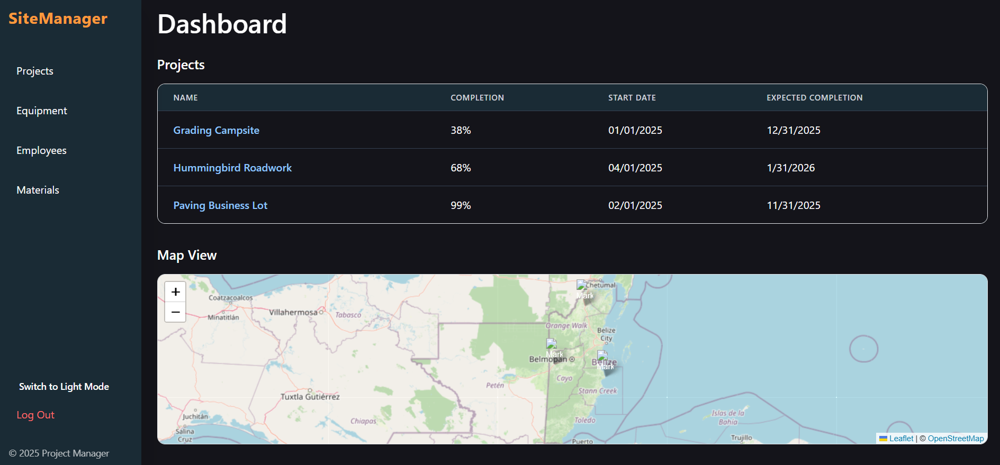 SiteManager
Projects
Equipment
Employees
Materials
Switch to Light Mode
Log Out
© 2025 Project Manager
Dashboard
Projects
NAME COMPLETION START DATE EXPECTED COMPLETION
Grading Campsite 38% 01/01/2025 12/31/2025
Hummingbird Roadwork 68% 04/01/2025 1/31/2026
Paving Business Lot 99% 02/01/2025 11/31/2025
Map View
+
−
Chetumal
Mark
Coatzacoalcos
Villahermosa
Tabasco
Minatitlán
Orange Walk
Belize
City
Mark
Belmopan
Belize
Mark
Cayo
Petén
Stann Creek
Tuxtla Gutiérrez
Islas de la
Bahía
Juchitán
Chiapas
Toledo
Salina
Cruz
Puerto
Trujillo
Leaflet | © OpenStreetMap